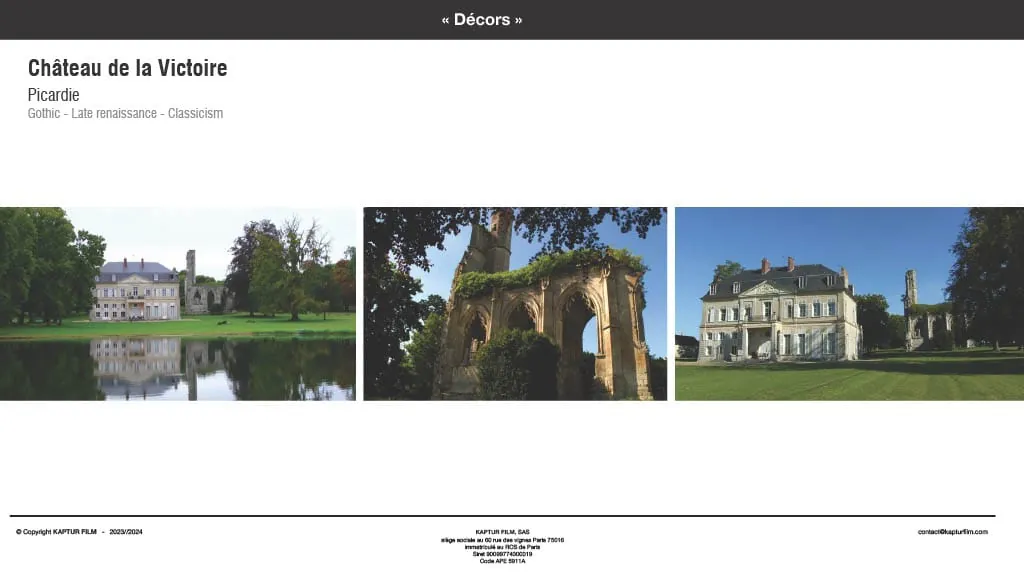 « Décors »
Château de la Victoire
Picardie
Gothic - Late renaissance - Classicism
© Copyright KAPTUR FILM - 2023//2024
KAPTUR FILM, SAS
siège sociale au 60 rue des vignes Paris 75016
immatriculé au RCS de Paris
Siret 90099774000019
Code APE 5911A
contact@kapturfilm.com